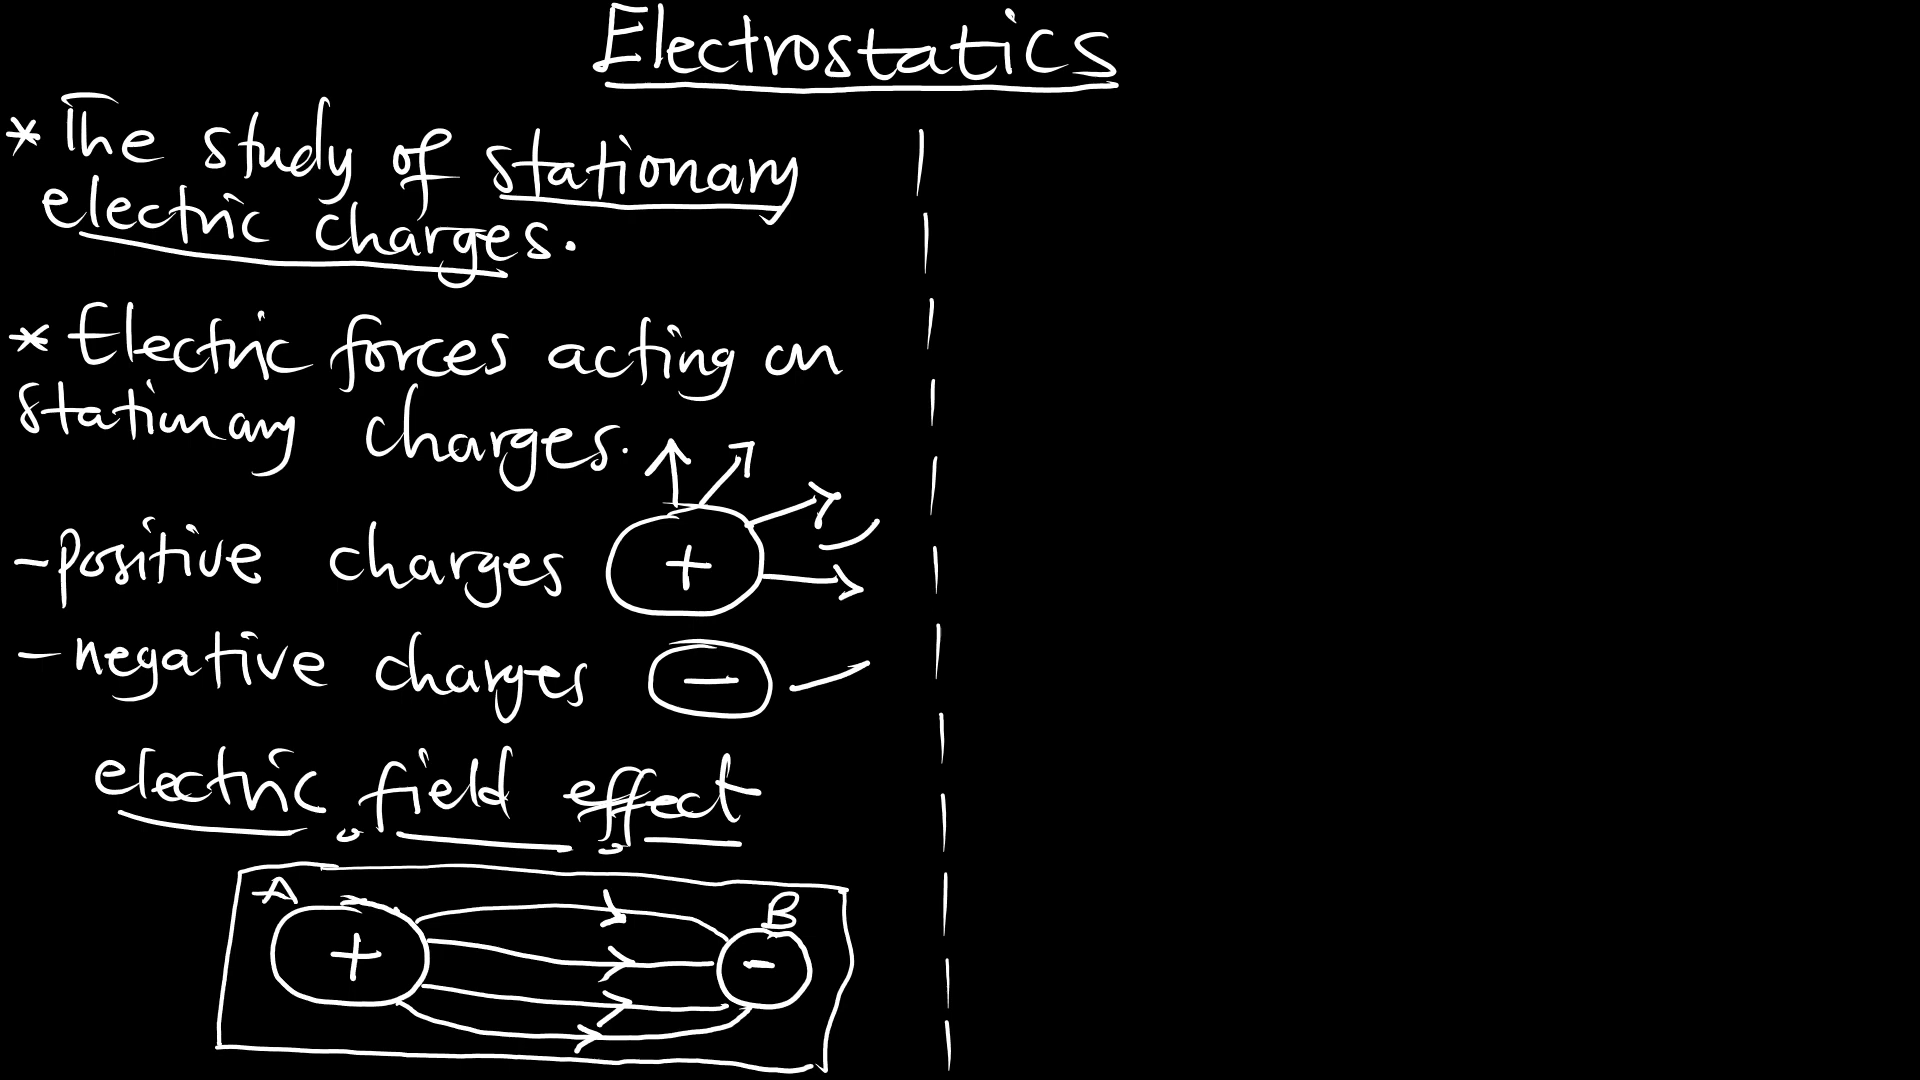 Electrostatics
* The study of stationary
electric charges.
* Electric forces acting on
stationary charges.
- positive charges +
- negative charges -
electric field effect
A B
+ -